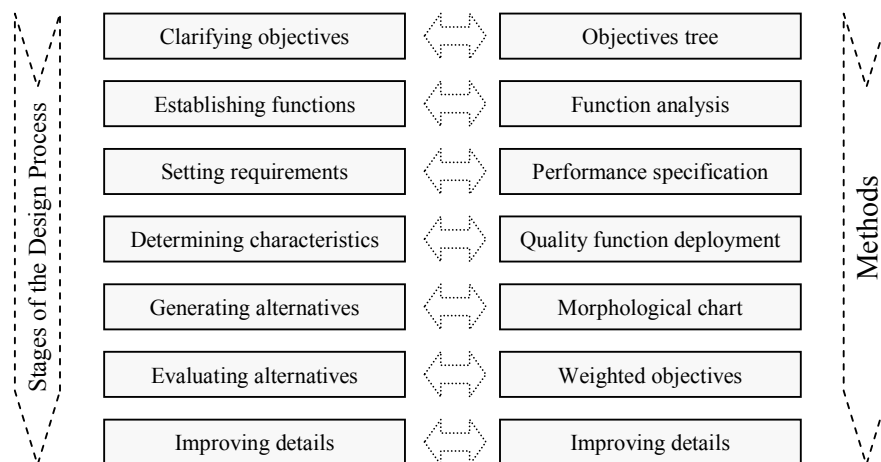 Stages of the Design Process
Clarifying objectives
Objectives tree
Establishing functions
Function analysis
Setting requirements
Performance specification
Determining characteristics
Quality function deployment
Generating alternatives
Morphological chart
Evaluating alternatives
Weighted objectives
Improving details
Improving details
Methods